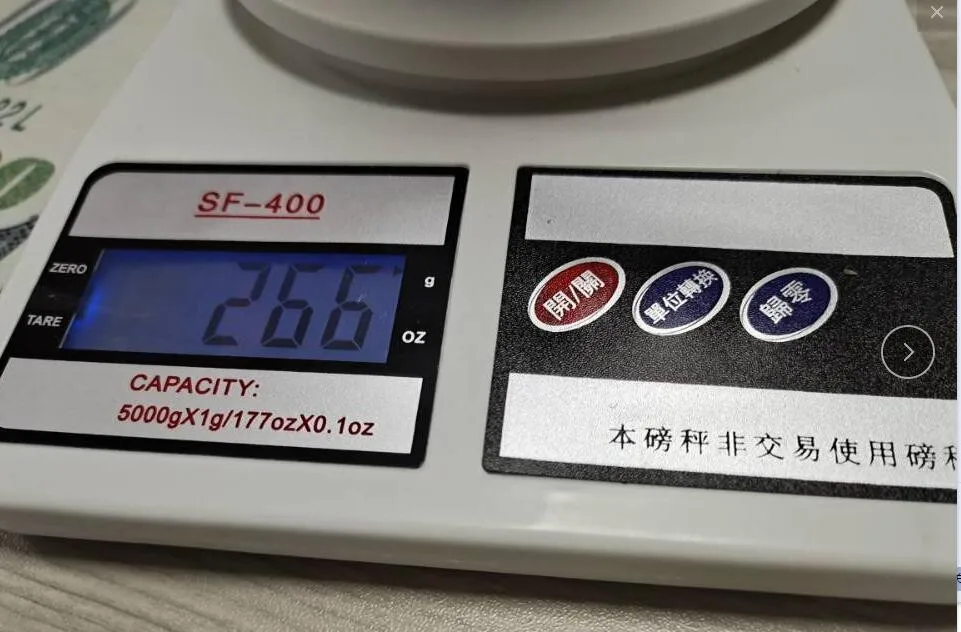 SF-400
ZERO
266
g
TARE
OZ
CAPACITY:
5000gX1g/177ozX0.1oz
開/關
單位轉換
歸零
本磅秤非交易使用磅秤